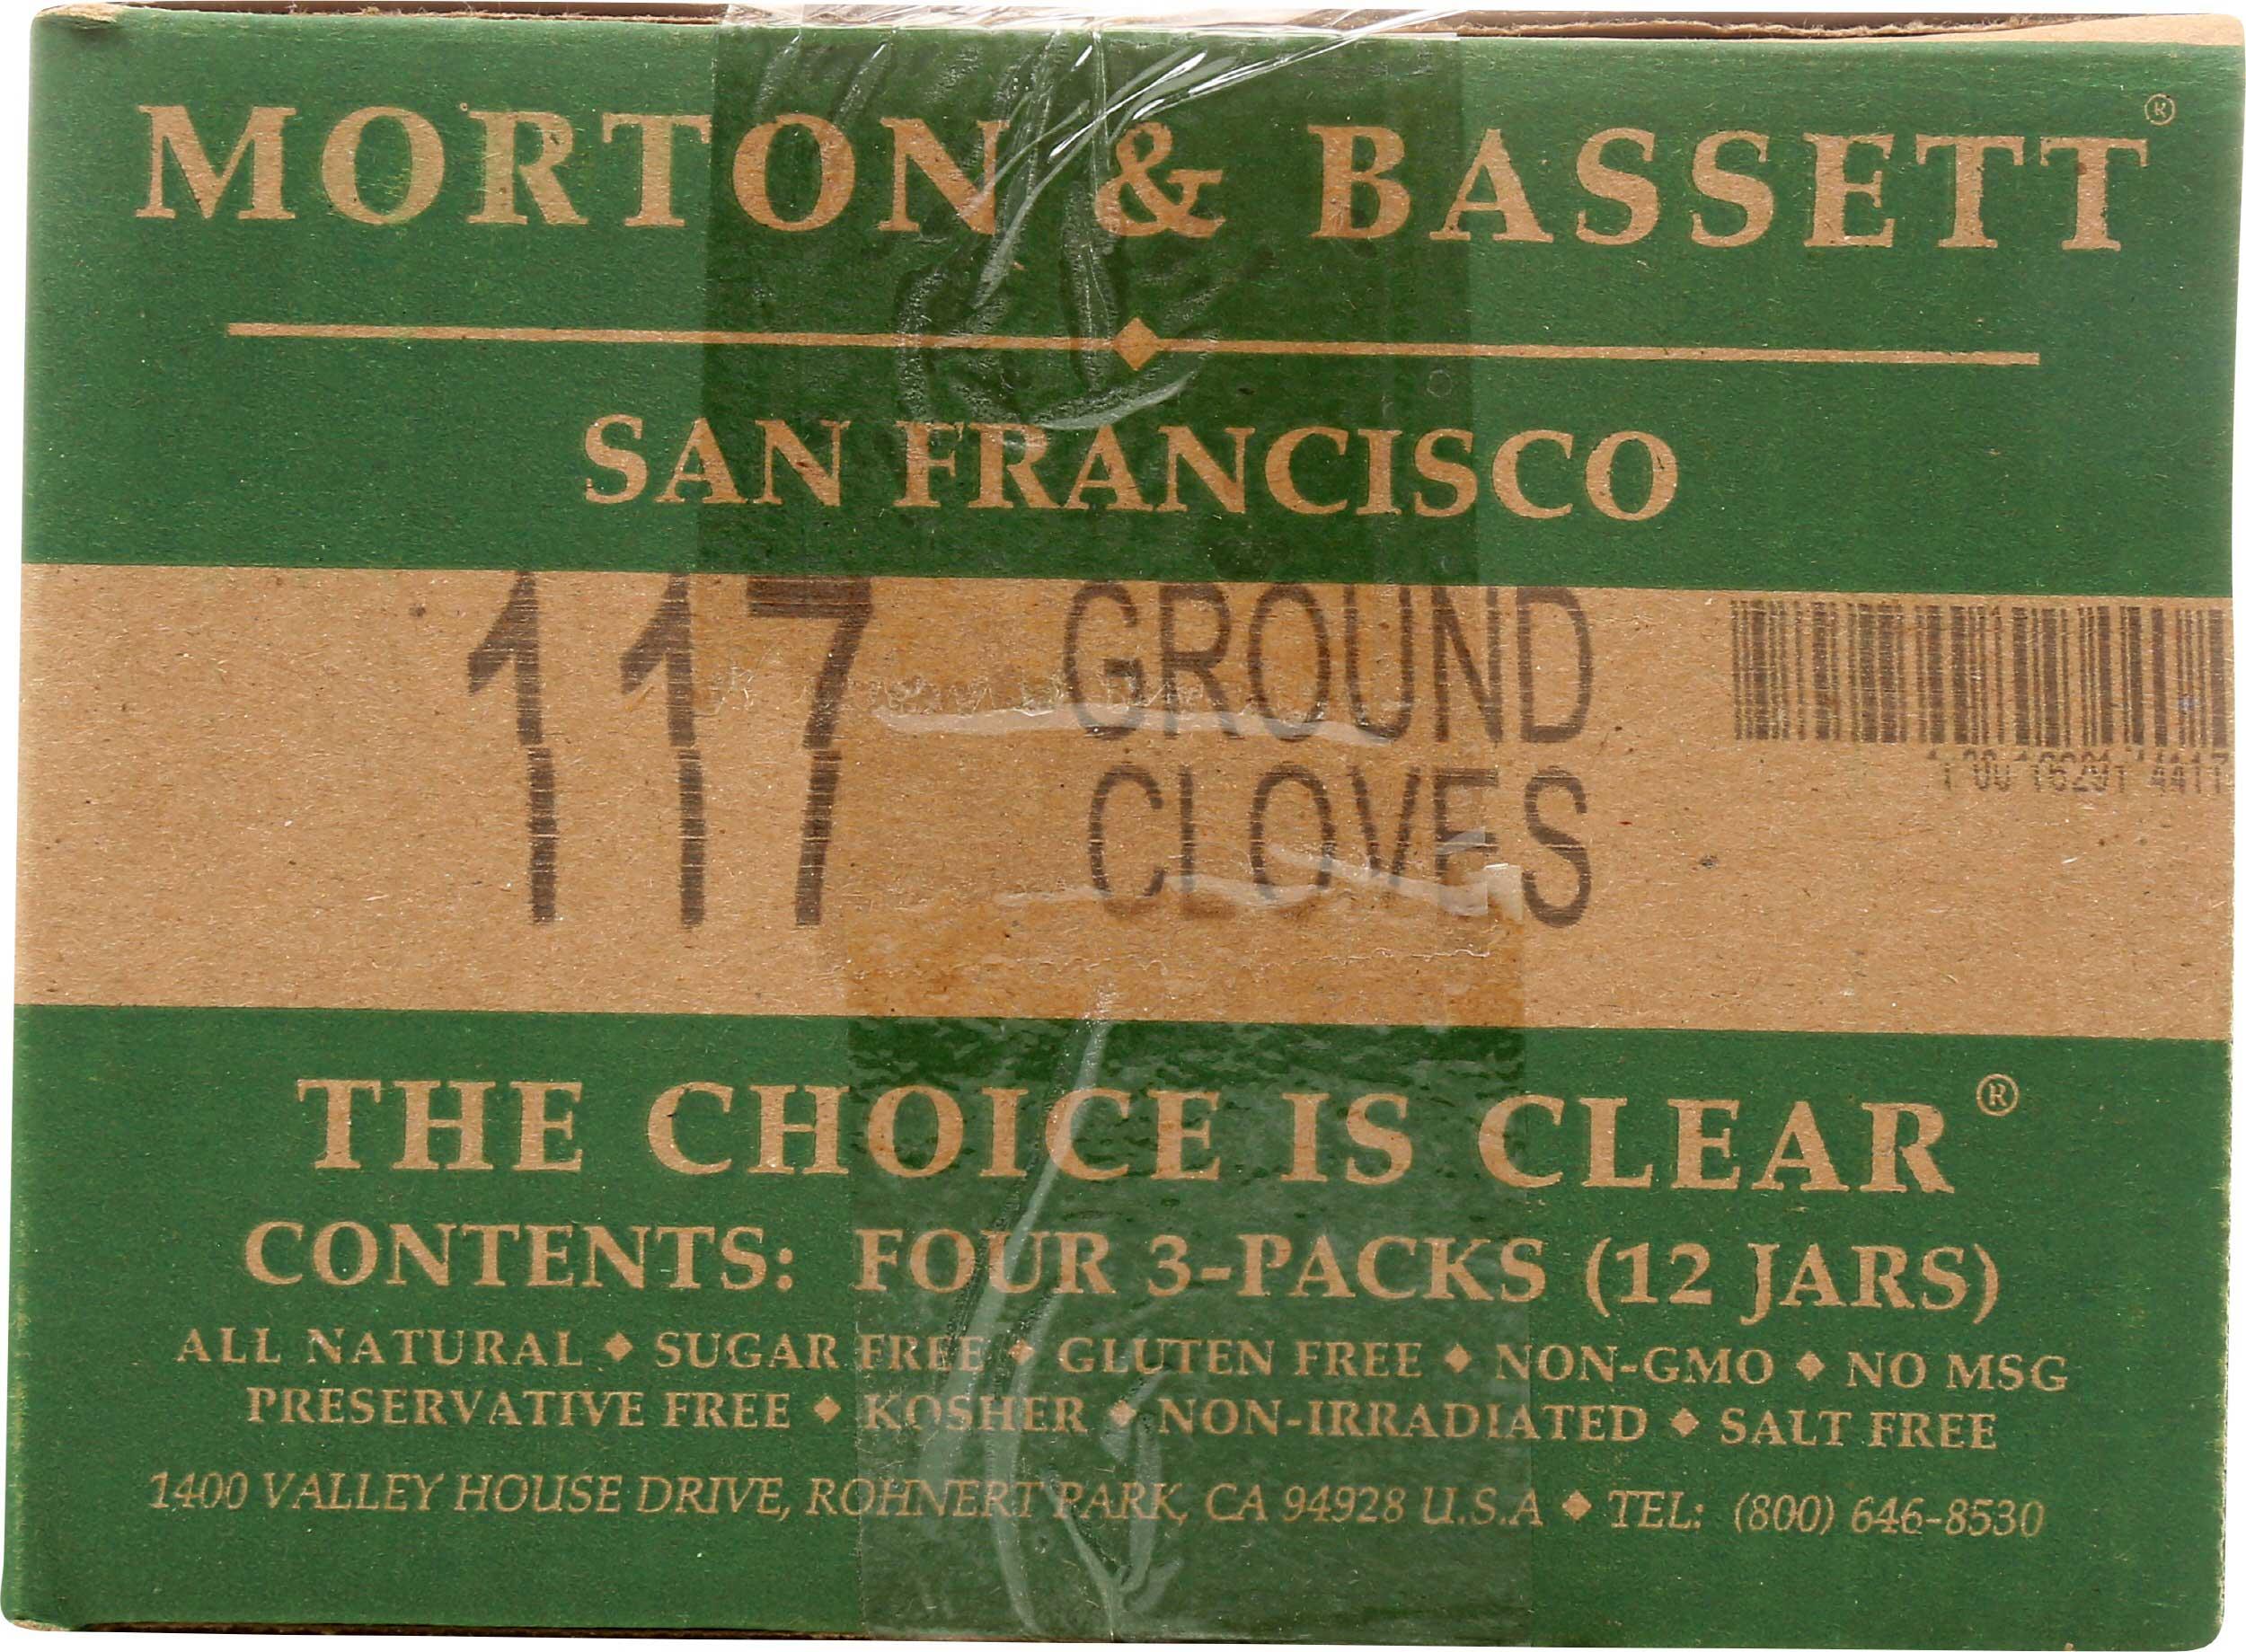 MORTON & BASSETT®
SAN FRANCISCO
117 GROUND
CLOVES
THE CHOICE IS CLEAR®
CONTENTS: FOUR 3-PACKS (12 JARS)
ALL NATURAL ♦ SUGAR FREE ♦ GLUTEN FREE ♦ NON-GMO ♦ NO MSG
PRESERVATIVE FREE ♦ KOSHER ♦ NON-IRRADIATED ♦ SALT FREE
1400 VALLEY HOUSE DRIVE, ROHNERT PARK, CA 94928 U.S.A ♦ TEL: (800) 646-8530